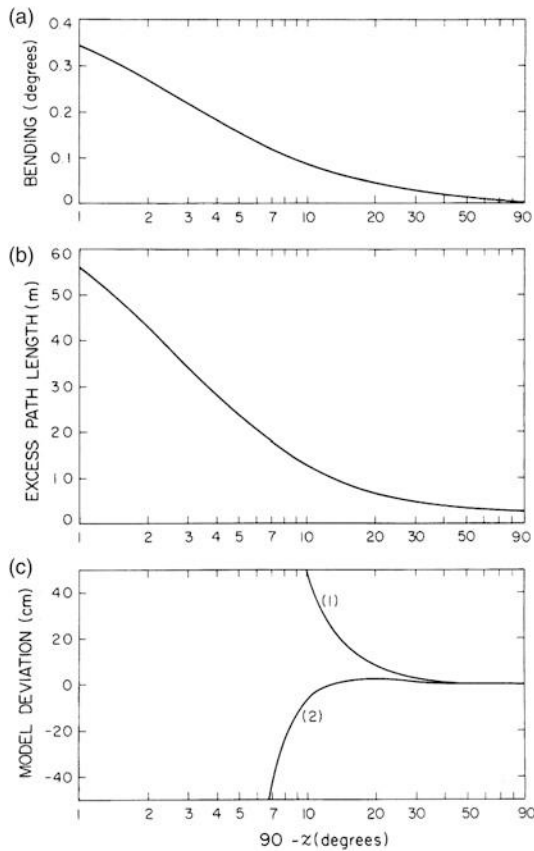 (a)
BENDING (degrees)
0.4
0.3
0.2
0.1
0
1 2 3 4 5 7 10 20 30 50 90
(b)
EXCESS PATH LENGTH (m)
60
50
40
30
20
10
0
1 2 3 4 5 7 10 20 30 50 90
(c)
MODEL DEVIATION (cm)
40
20
0
-20
-40
(1)
(2)
1 2 3 4 5 7 10 20 30 50 90
90 -z(degrees)